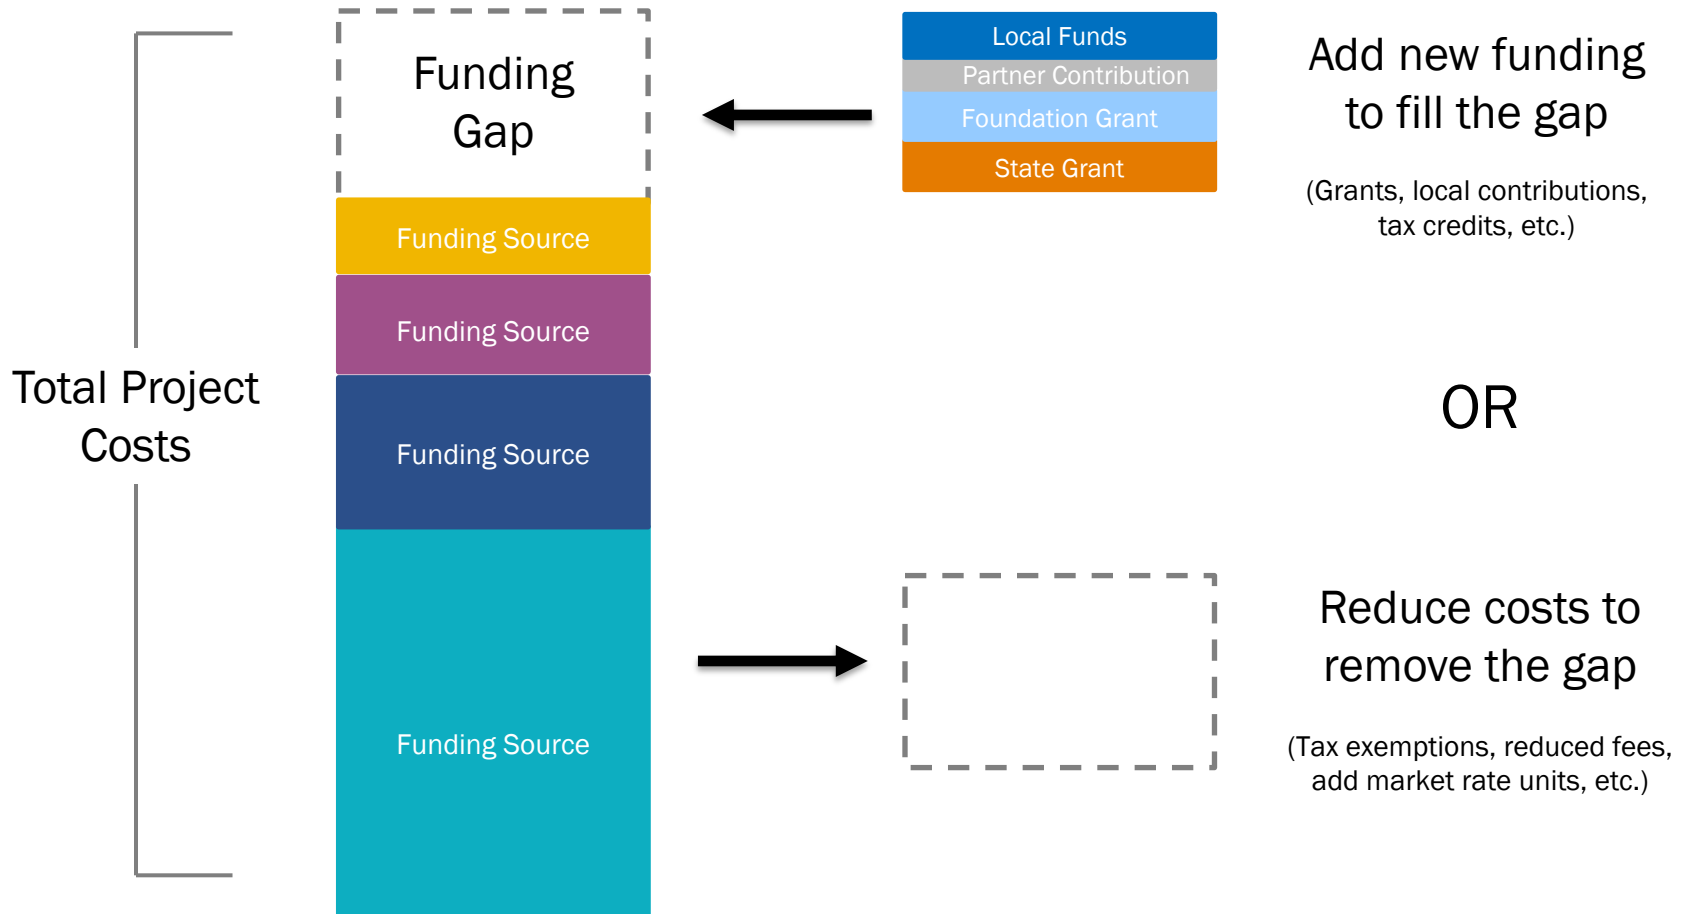 Total Project
Costs
Funding
Gap
Funding Source
Funding Source
Funding Source
Funding Source
Local Funds
Partner Contribution
Foundation Grant
State Grant
Add new funding
to fill the gap
(Grants, local contributions,
tax credits, etc.)
OR
Reduce costs to
remove the gap
(Tax exemptions, reduced fees,
add market rate units, etc.)